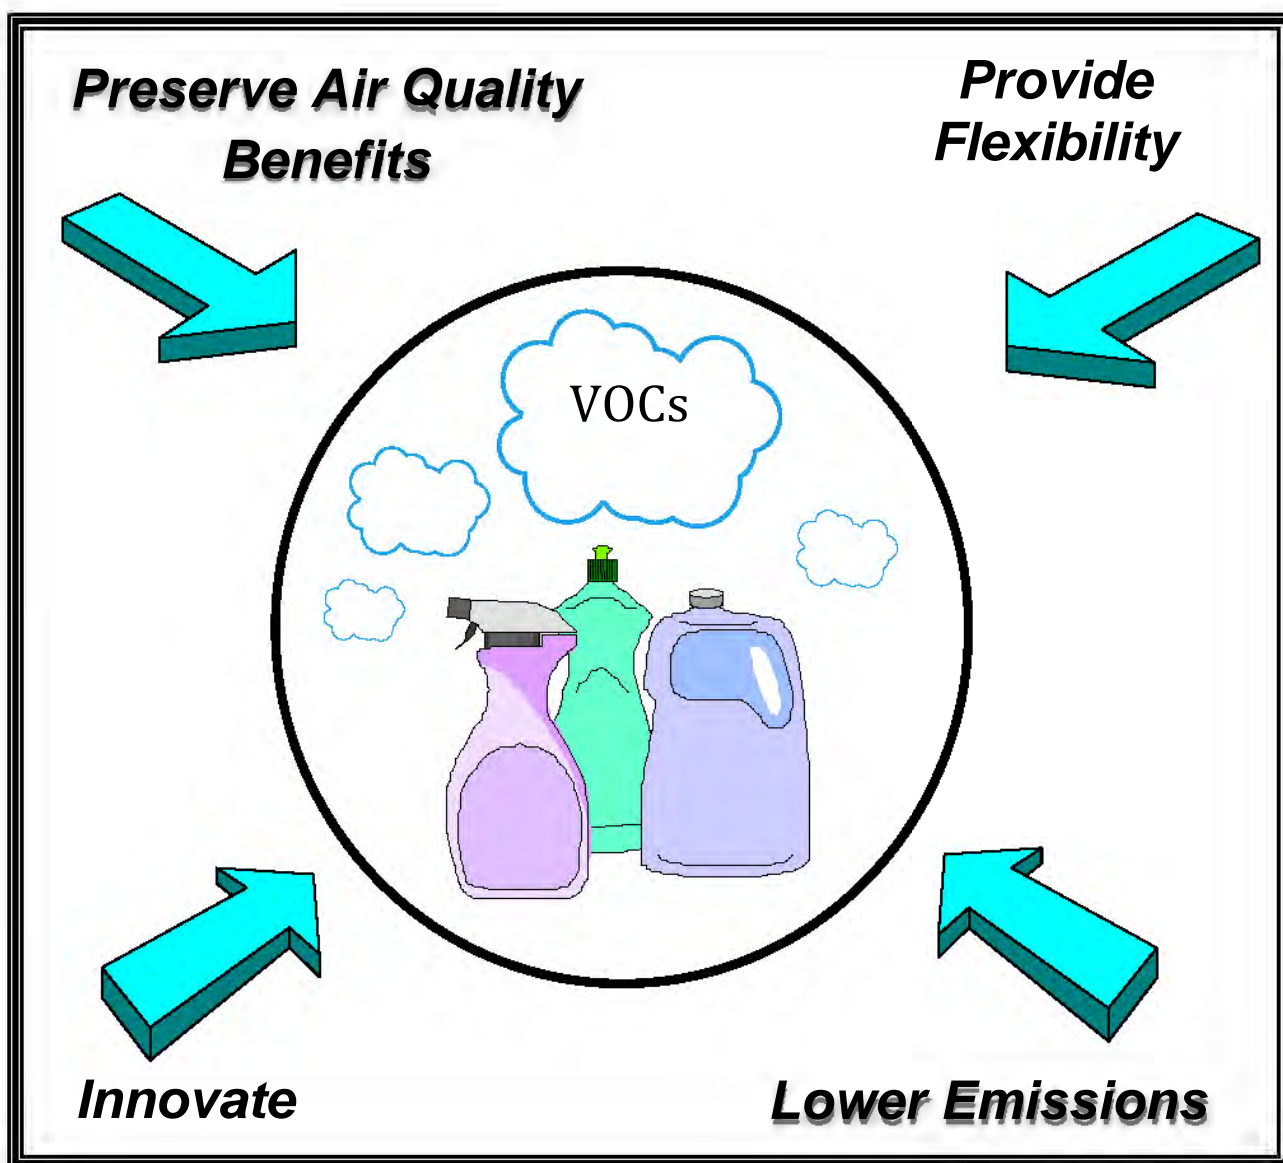 Preserve Air Quality
Benefits
Provide
Flexibility
VOCs
Innovate
Lower Emissions